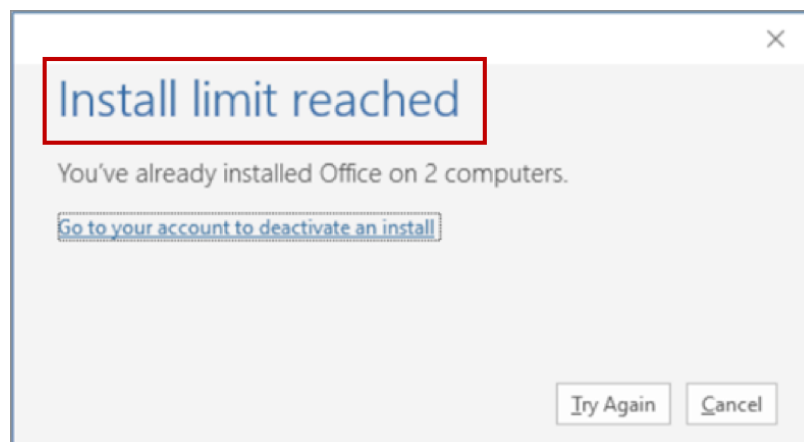 Install limit reached
You've already installed Office on 2 computers.
Go to your account to deactivate an install
Try Again Cancel